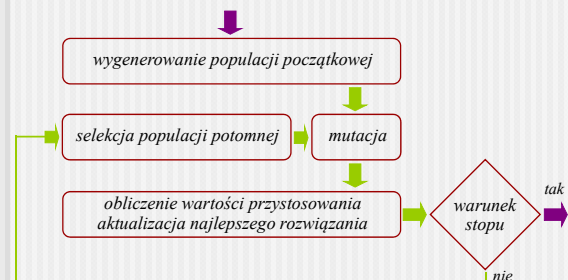 wygenerowanie populacji początkowej
selekcja populacji potomnej
mutacja
obliczenie wartości przystosowania
aktualizacja najlepszego rozwiązania
warunek
stopu
tak
nie